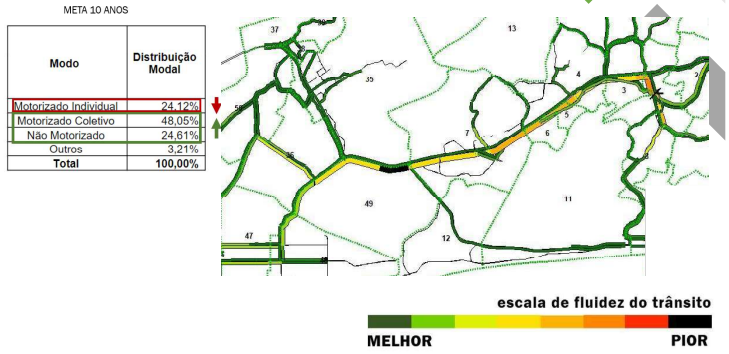 META 10 ANOS
Modo Distribuição Modal
Motorizado Individual 24,12%
Motorizado Coletivo 48,05%
Não Motorizado 24,61%
Outros 3,21%
Total 100,00%
37
13
35
4
3
5
6
7
49
11
12
47
escala de fluidez do trânsito
MELHOR PIOR